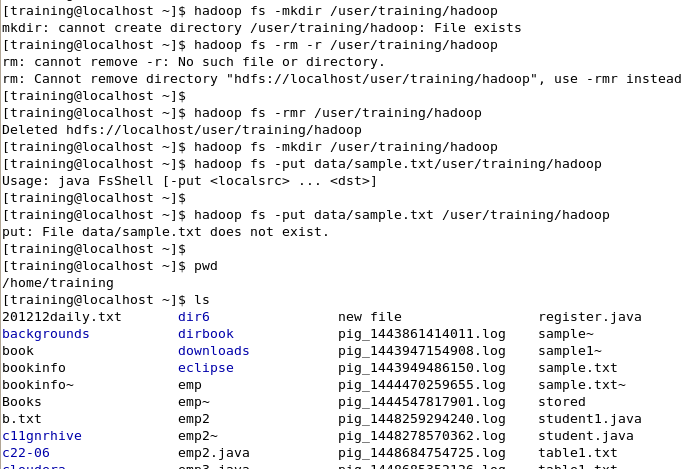 [training@localhost ~]$ hadoop fs -mkdir /user/training/hadoop
mkdir: cannot create directory /user/training/hadoop: File exists
[training@localhost ~]$ hadoop fs -rm -r /user/training/hadoop
rm: cannot remove -r: No such file or directory.
rm: Cannot remove directory "hdfs://localhost/user/training/hadoop", use -rmr instead
[training@localhost ~]$
[training@localhost ~]$ hadoop fs -rmr /user/training/hadoop
Deleted hdfs://localhost/user/training/hadoop
[training@localhost ~]$ hadoop fs -mkdir /user/training/hadoop
[training@localhost ~]$ hadoop fs -put data/sample.txt/user/training/hadoop
Usage: java FsShell [-put <localsrc> ... <dst>]
[training@localhost ~]$
[training@localhost ~]$ hadoop fs -put data/sample.txt /user/training/hadoop
put: File data/sample.txt does not exist.
[training@localhost ~]$
[training@localhost ~]$ pwd
/home/training
[training@localhost ~]$ ls
201212daily.txt dir6 new file register.java
backgrounds dirbook pig_1443861414011.log sample~
book downloads pig_1443947154908.log sample1~
bookinfo eclipse pig_1443949486150.log sample.txt
bookinfo~ emp pig_1444470259655.log sample.txt~
Books emp~ pig_1444547817901.log stored
b.txt emp2 pig_1448259294240.log student1.java
c11gnrhive emp2~ pig_1448278570362.log student.java
c22-06 emp2.java pig_1448684754725.log table1.txt
cloudera emp3.java pig_1448685352126.log table1.txt